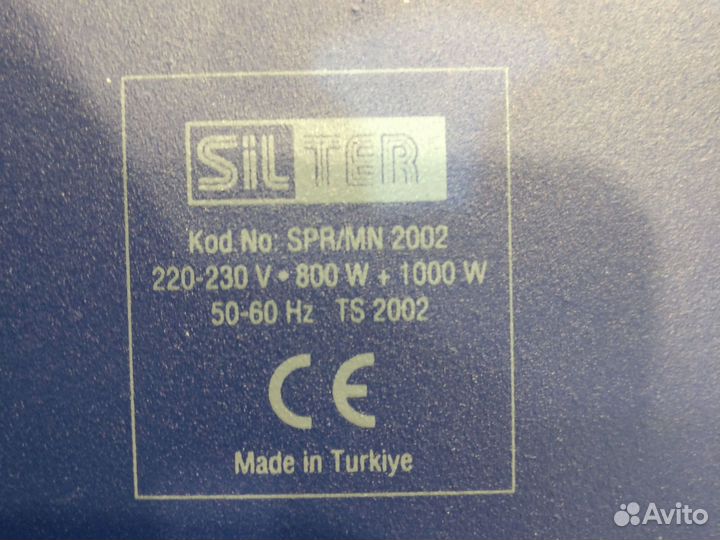 SiLTER
Kod No: SPR/MN 2002
220-230 V • 800 W + 1000 W
50-60 Hz TS 2002
CE
Made in Turkiye
Avito